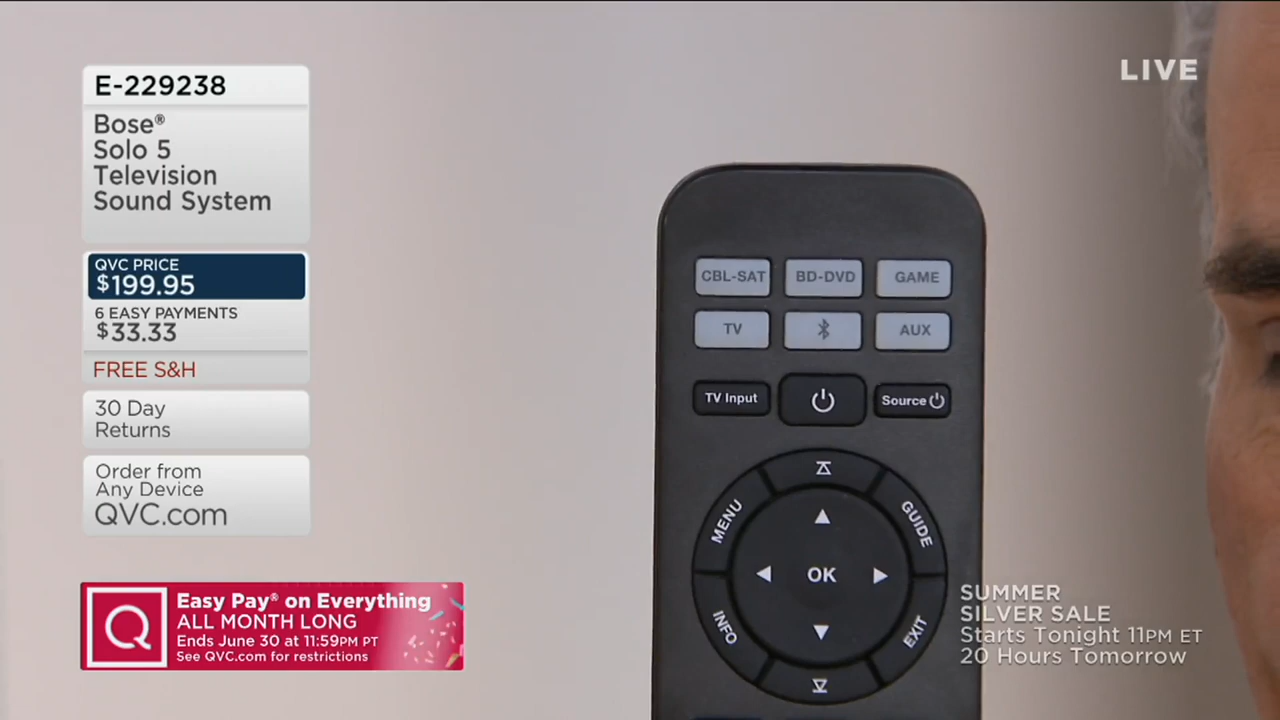 E-229238
Bose®
Solo 5
Television
Sound System
QVC PRICE
$199.95
6 EASY PAYMENTS
$33.33
FREE S&H
30 Day
Returns
Order from
Any Device
QVC.com
Q
Easy Pay® on Everything
ALL MONTH LONG
Ends June 30 at 11:59PM PT
See QVC.com for restrictions
LIVE
CBL-SAT BD-DVD GAME
TV AUX
TV Input Source
MENU GUIDE
OK
INFO EXIT
SUMMER
SILVER SALE
Starts Tonight 11PM ET
20 Hours Tomorrow